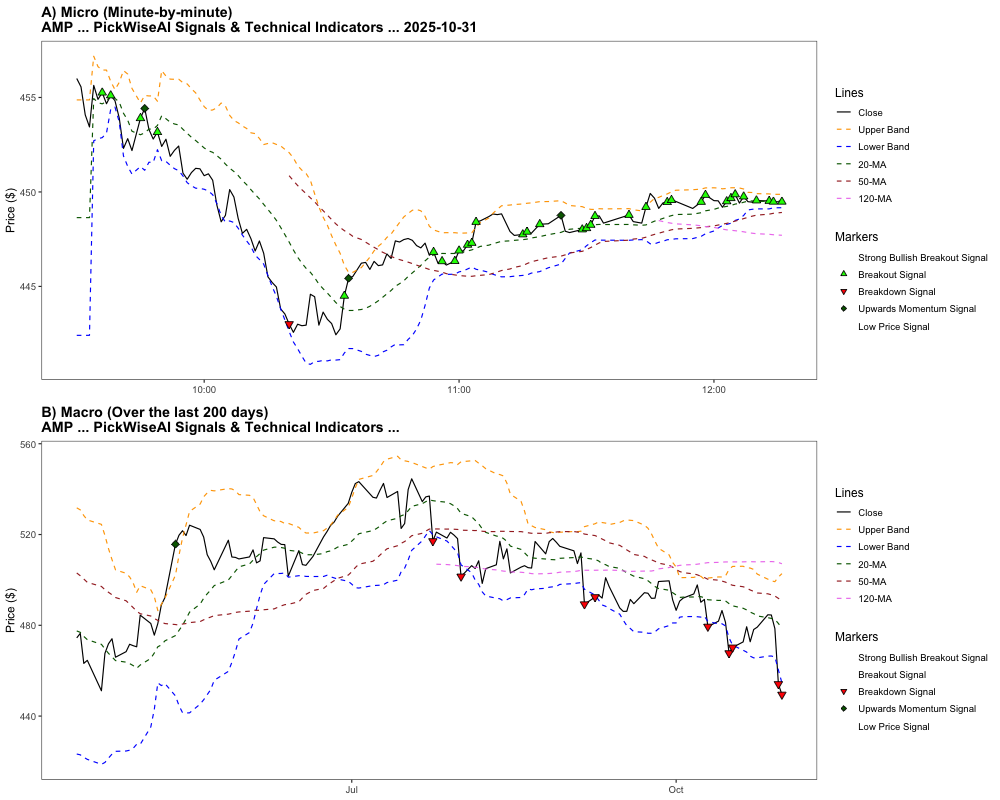 A) Micro (Minute-by-minute)
AMP ... PickWiseAI Signals & Technical Indicators ... 2025-10-31
Price ($)
455
450
445
10:00
11:00
12:00
Lines
Close
Upper Band
Lower Band
20-MA
50-MA
120-MA
Markers
Strong Bullish Breakout Signal
Breakout Signal
Breakdown Signal
Upwards Momentum Signal
Low Price Signal
B) Macro (Over the last 200 days)
AMP ... PickWiseAI Signals & Technical Indicators ...
Price ($)
560
520
480
440
Jul
Oct
Lines
Close
Upper Band
Lower Band
20-MA
50-MA
120-MA
Markers
Strong Bullish Breakout Signal
Breakout Signal
Breakdown Signal
Upwards Momentum Signal
Low Price Signal